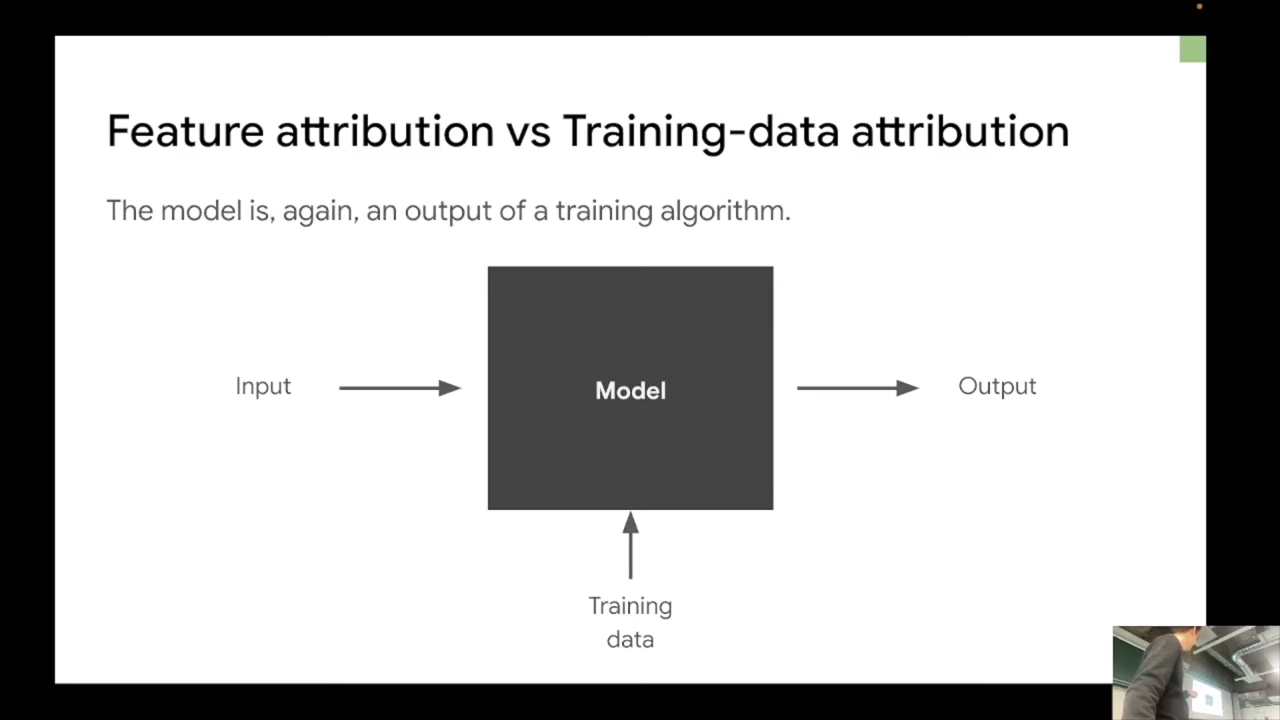 Feature attribution vs Training-data attribution
The model is, again, an output of a training algorithm.
Input
Model
Output
Training
data